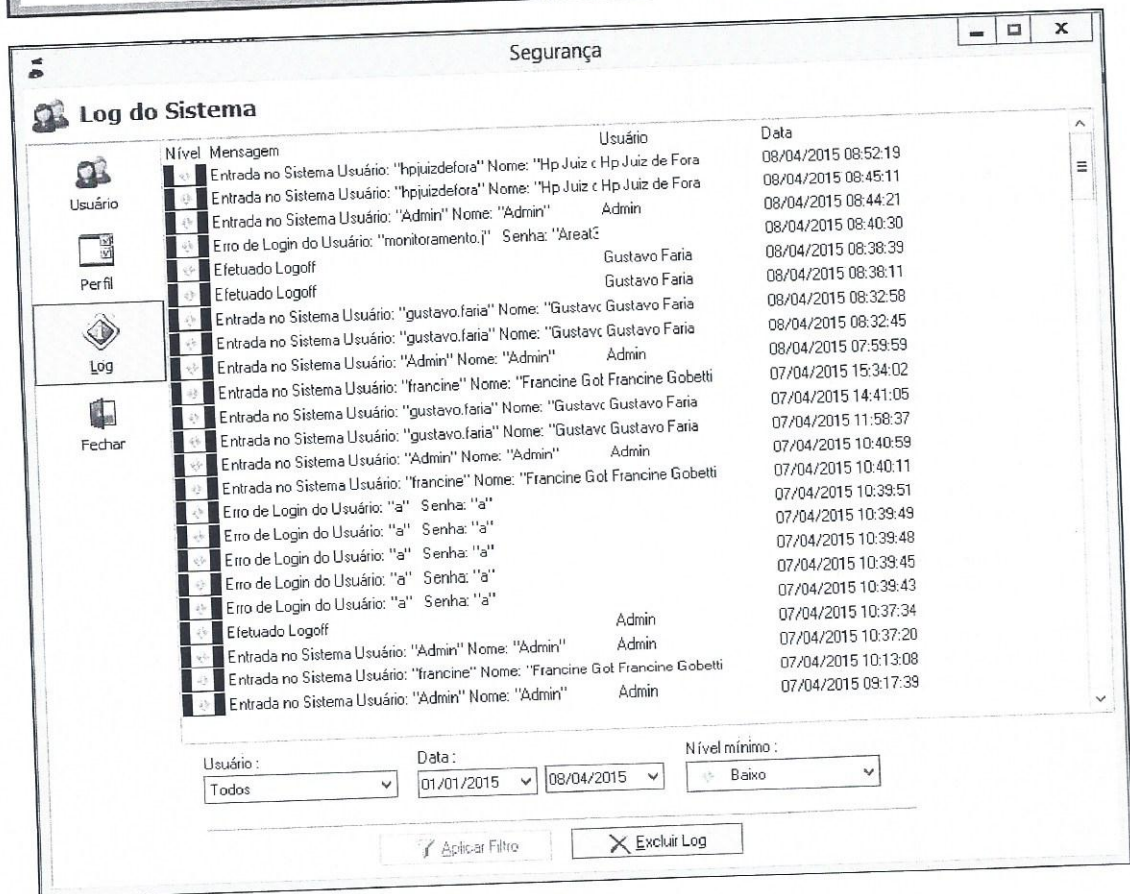 Segurança
Log do Sistema
Usuário
Perfil
Log
Fechar
Nível Mensagem Usuário Data
Entrada no Sistema Usuário: "hpjuizdefora" Nome: "Hp Juiz c Hp Juiz de Fora 08/04/2015 08:52:19
Entrada no Sistema Usuário: "hpjuizdefora" Nome: "Hp Juiz c Hp Juiz de Fora 08/04/2015 08:45:11
Entrada no Sistema Usuário: "Admin" Nome: "Admin" Admin 08/04/2015 08:44:21
Erro de Login do Usuário: "monitoramento.j" Senha: "Areat3 08/04/2015 08:40:30
Efetuado Logoff Gustavo Faria 08/04/2015 08:38:39
Efetuado Logoff Gustavo Faria 08/04/2015 08:38:11
Entrada no Sistema Usuário: "gustavo.faria" Nome: "Gustavc Gustavo Faria 08/04/2015 08:32:58
Entrada no Sistema Usuário: "gustavo.faria" Nome: "Gustavc Gustavo Faria 08/04/2015 08:32:45
Entrada no Sistema Usuário: "Admin" Nome: "Admin" Admin 08/04/2015 07:59:59
Entrada no Sistema Usuário: "francine" Nome: "Francine Got Francine Gobetti 07/04/2015 15:34:02
Entrada no Sistema Usuário: "gustavo.faria" Nome: "Gustavc Gustavo Faria 07/04/2015 14:41:05
Entrada no Sistema Usuário: "gustavo.faria" Nome: "Gustavc Gustavo Faria 07/04/2015 11:58:37
Entrada no Sistema Usuário: "Admin" Nome: "Admin" Admin 07/04/2015 10:40:59
Entrada no Sistema Usuário: "francine" Nome: "Francine Got Francine Gobetti 07/04/2015 10:40:11
Erro de Login do Usuário: "a" Senha: "a" 07/04/2015 10:39:51
Erro de Login do Usuário: "a" Senha: "a" 07/04/2015 10:39:49
Erro de Login do Usuário: "a" Senha: "a" 07/04/2015 10:39:48
Erro de Login do Usuário: "a" Senha: "a" 07/04/2015 10:39:45
Erro de Login do Usuário: "a" Senha: "a" 07/04/2015 10:39:43
Efetuado Logoff Admin 07/04/2015 10:37:34
Entrada no Sistema Usuário: "Admin" Nome: "Admin" Admin 07/04/2015 10:37:20
Entrada no Sistema Usuário: "francine" Nome: "Francine Got Francine Gobetti 07/04/2015 10:13:08
Entrada no Sistema Usuário: "Admin" Nome: "Admin" Admin 07/04/2015 09:17:39
Usuário : Data : Nível mínimo :
Todos 01/01/2015 08/04/2015 Baixo
Aplicar Filtro Excluir Log